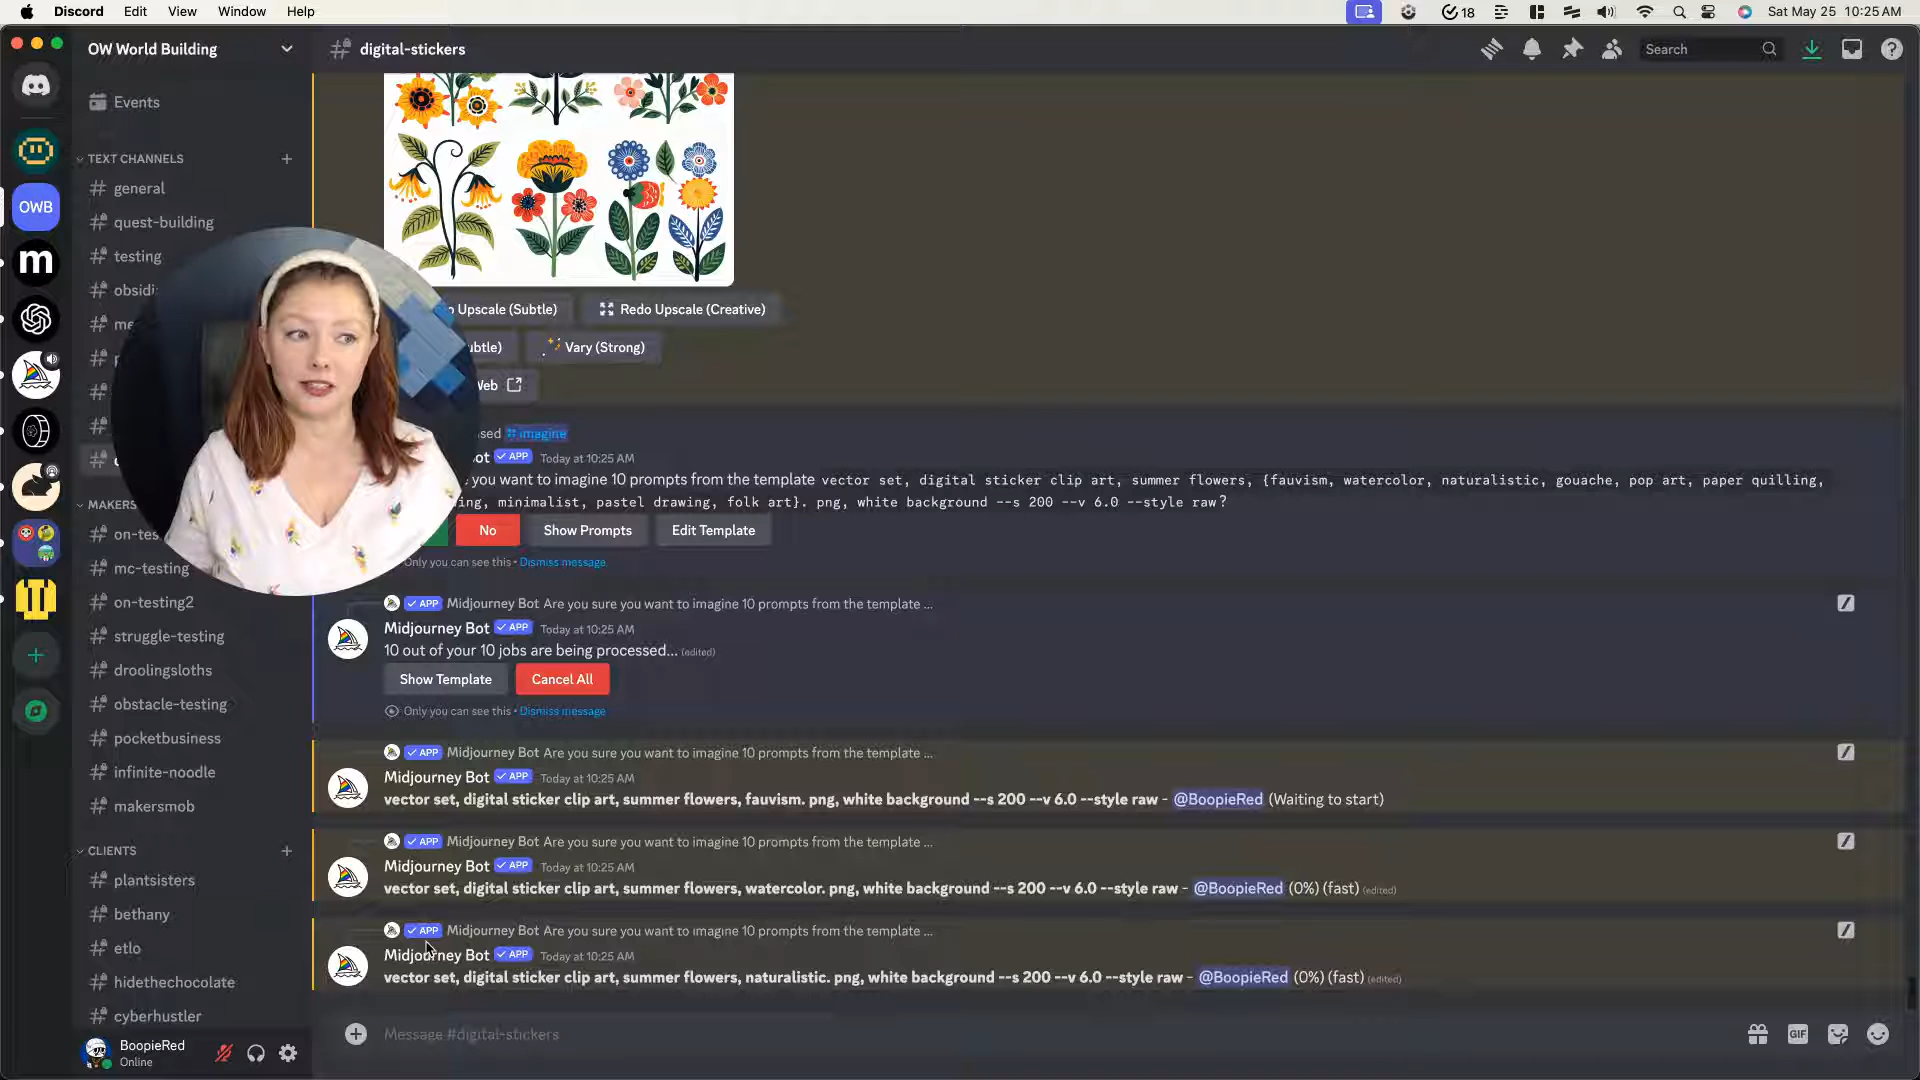 Discord Edit View Window Help
18
Sat May 25 10:25 AM
OW World Building
digital-stickers
Search
Events
TEXT CHANNELS
general
quest-building
testing
OWB
m
Upscale (Subtle)
Redo Upscale (Creative)
Vary (Strong)
Web
imagine
APP Today at 10:25 AM
you want to imagine 10 prompts from the template vector set, digital sticker clip art, summer flowers, {fauvism, watercolor, naturalistic, gouache, pop art, paper quilling,
minimalist, pastel drawing, folk art}. png, white background --s 200 --v 6.0 --style raw?
No
Show Prompts
Edit Template
Only you can see this • Dismiss message
MAKERS
mc-testing
on-testing2
struggle-testing
droolingsloths
obstacle-testing
pocketbusiness
infinite-noodle
makersmob
APP Midjourney Bot Are you sure you want to imagine 10 prompts from the template ...
Midjourney Bot APP Today at 10:25 AM
10 out of your 10 jobs are being processed... (edited)
Show Template
Cancel All
Only you can see this • Dismiss message
APP Midjourney Bot Are you sure you want to imagine 10 prompts from the template ...
Midjourney Bot APP Today at 10:25 AM
vector set, digital sticker clip art, summer flowers, fauvism. png, white background --s 200 --v 6.0 --style raw - @BoopieRed (Waiting to start)
APP Midjourney Bot Are you sure you want to imagine 10 prompts from the template ...
Midjourney Bot APP Today at 10:25 AM
vector set, digital sticker clip art, summer flowers, watercolor. png, white background --s 200 --v 6.0 --style raw - @BoopieRed (0%) (fast) (edited)
APP Midjourney Bot Are you sure you want to imagine 10 prompts from the template ...
Midjourney Bot APP Today at 10:25 AM
vector set, digital sticker clip art, summer flowers, naturalistic. png, white background --s 200 --v 6.0 --style raw - @BoopieRed (0%) (fast) (edited)
CLIENTS
plantsisters
bethany
etlo
hidethechocolate
cyberhustler
BoopieRed
Online
Message #digital-stickers
GIF